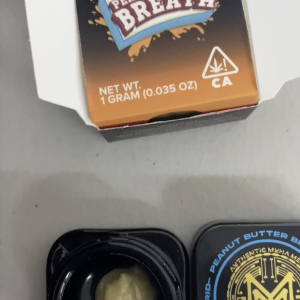 BREATH
NET WT.
1 GRAM (0.035 OZ)
CA
PEANUT BUTTER
AUTHENTIC